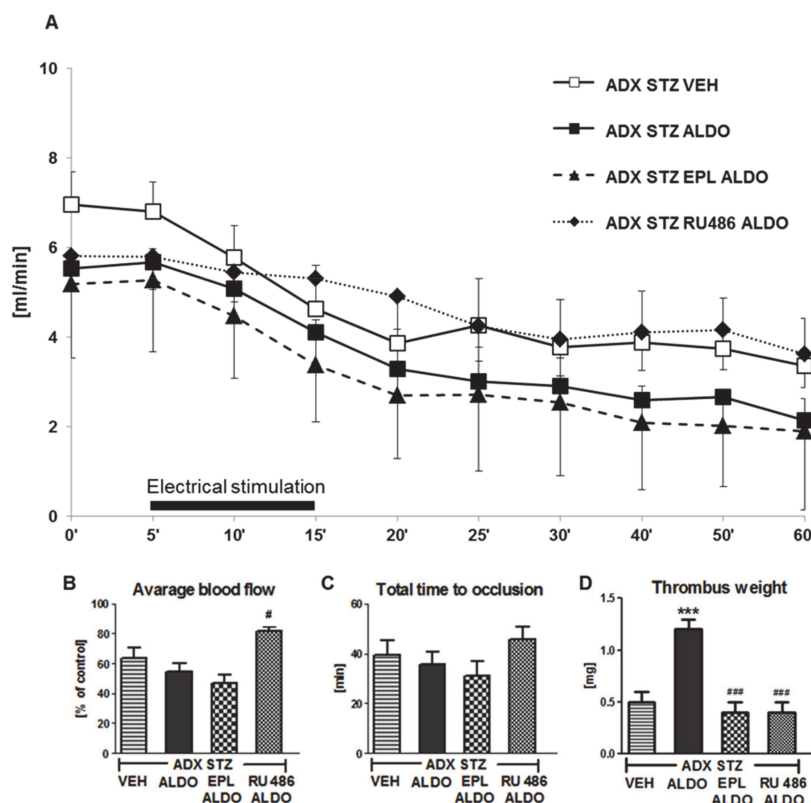 A
10
ADX STZ VEH
ADX STZ ALDO
8
ADX STZ EPL ALDO
ADX STZ RU486 ALDO
6
[ml/min]
4
2
Electrical stimulation
0
0' 5' 10' 15' 20' 25' 30' 40' 50' 60
B Avarage blood flow
100
80
60
40
20
0
[% of control]
#
ADX STZ
VEH ALDO EPL ALDO RU 486 ALDO
C Total time to occlusion
60
40
20
0
[min]
ADX STZ
VEH ALDO EPL ALDO RU 486 ALDO
D Thrombus weight
1.5
1.0
0.5
0.0
[mg]
***
### ###
ADX STZ
VEH ALDO EPL ALDO RU 486 ALDO